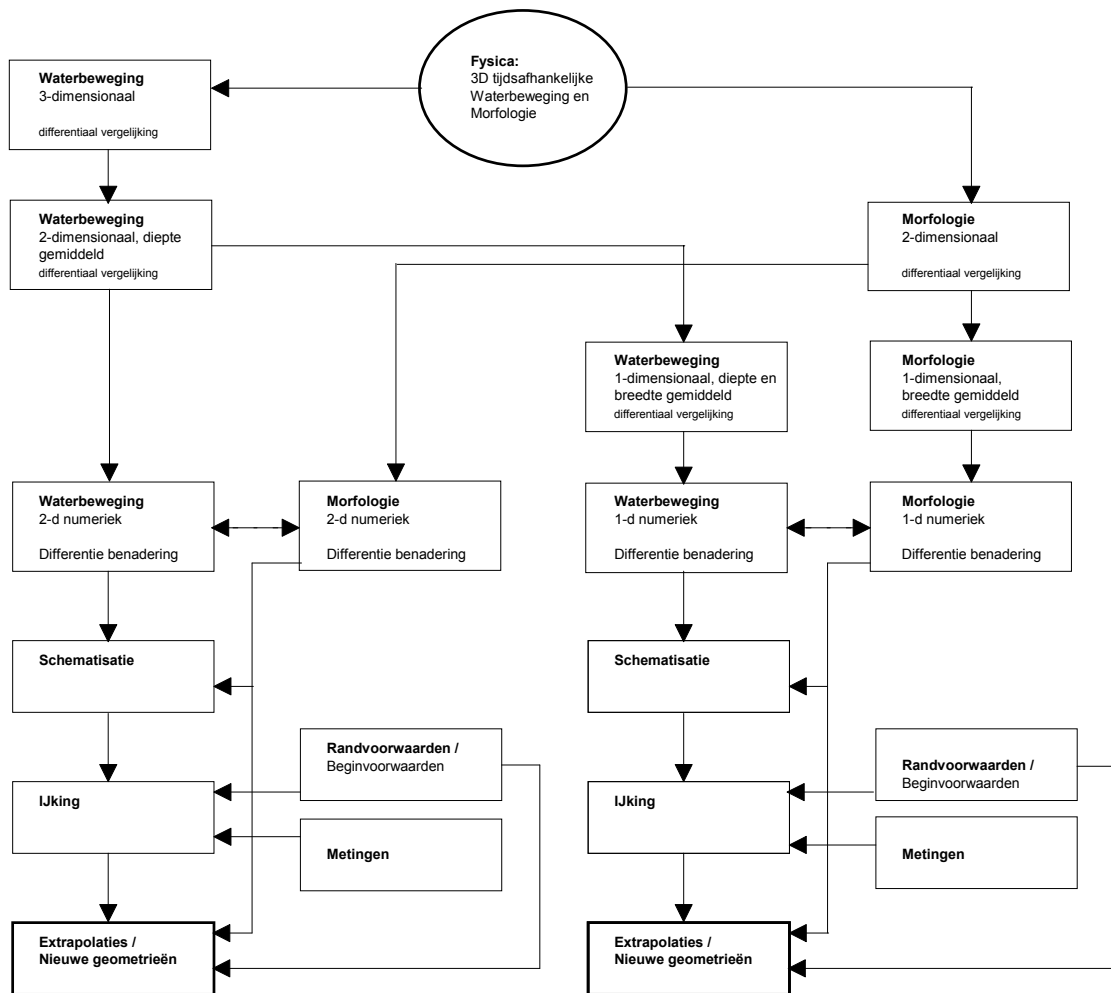 Fysica:
3D tijdsafhankelijke
Waterbeweging en
Morfologie
Waterbeweging
3-dimensionaal
differentiaal vergelijking
Waterbeweging
2-dimensionaal, diepte
gemiddeld
differentiaal vergelijking
Morfologie
2-dimensionaal
differentiaal vergelijking
Waterbeweging
1-dimensionaal, diepte en
breedte gemiddeld
differentiaal vergelijking
Morfologie
1-dimensionaal,
breedte gemiddeld
differentiaal vergelijking
Waterbeweging
2-d numeriek
Differentie benadering
Morfologie
2-d numeriek
Differentie benadering
Waterbeweging
1-d numeriek
Differentie benadering
Morfologie
1-d numeriek
Differentie benadering
Schematisatie
Schematisatie
Randvoorwaarden /
Beginvoorwaarden
Randvoorwaarden /
Beginvoorwaarden
IJking
IJking
Metingen
Metingen
Extrapolaties /
Nieuwe geometrieën
Extrapolaties /
Nieuwe geometrieën